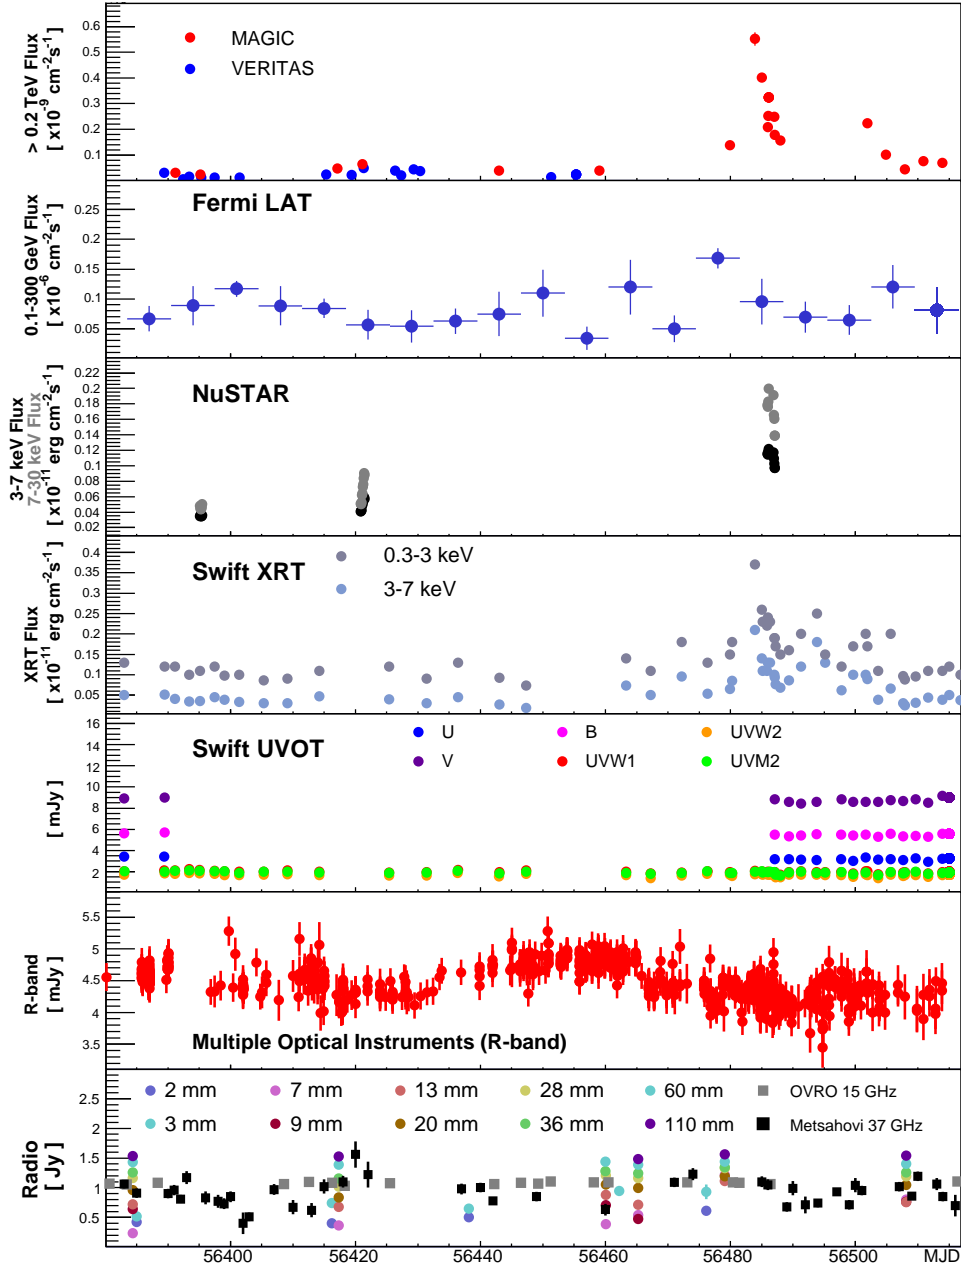 0.6
0.5
0.4
0.3
0.2
0.1
> 0.2 TeV Flux
[ x10⁻⁹ cm⁻²s⁻¹ ]
MAGIC
VERITAS
0.25
0.2
0.15
0.1
0.05
0.1-300 GeV Flux
[ x10⁻⁶ cm⁻²s⁻¹ ]
Fermi LAT
0.22
0.2
0.18
0.16
0.14
0.12
0.1
0.08
0.06
0.04
0.02
3-7 keV Flux
7-30 keV Flux
[ x10⁻¹¹ erg cm⁻²s⁻¹ ]
NuSTAR
0.4
0.35
0.3
0.25
0.2
0.15
0.1
0.05
XRT Flux
[ x10⁻¹¹ erg cm⁻²s⁻¹ ]
Swift XRT
0.3-3 keV
3-7 keV
16
14
12
10
8
6
4
2
[ mJy ]
Swift UVOT
U B UVW2
V UVW1 UVM2
5.5
5
4.5
4
3.5
R-band
[ mJy ]
Multiple Optical Instruments (R-band)
2.5
2
1.5
1
0.5
Radio
[ Jy ]
2 mm 7 mm 13 mm 28 mm 60 mm OVRO 15 GHz
3 mm 9 mm 20 mm 36 mm 110 mm Metsahovi 37 GHz
56400 56420 56440 56460 56480 56500 MJD